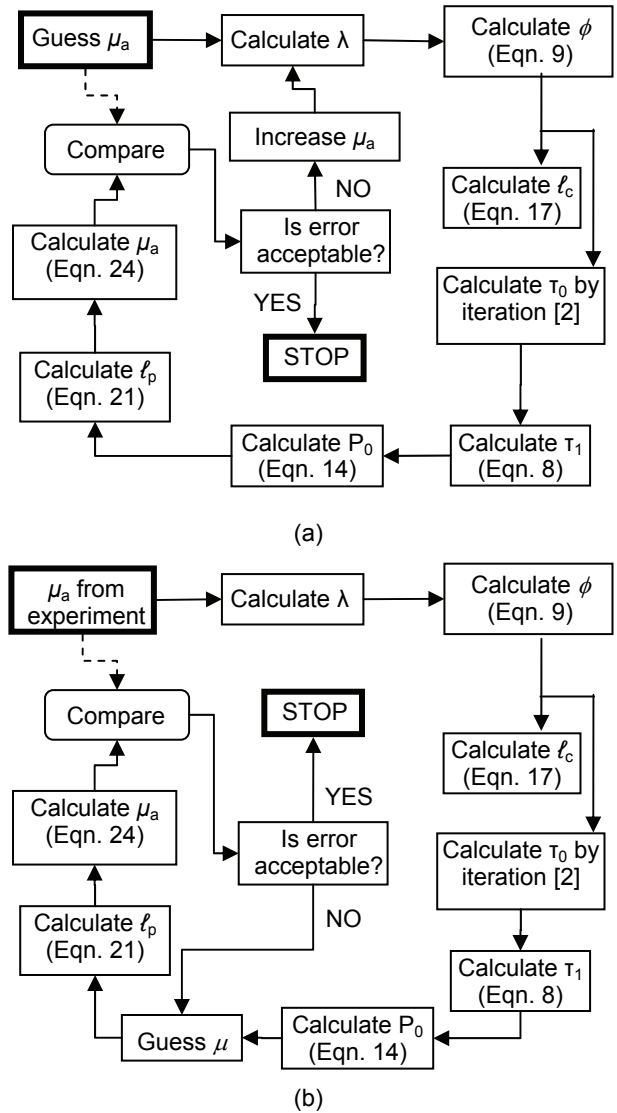 Guess μa
Calculate λ
Calculate ϕ
(Eqn. 9)
Compare
Increase μa
NO
Calculate ℓc
(Eqn. 17)
Calculate μa
(Eqn. 24)
Is error
acceptable?
YES
Calculate τ0 by
iteration [2]
STOP
Calculate ℓp
(Eqn. 21)
Calculate P0
(Eqn. 14)
Calculate τ1
(Eqn. 8)
(a)
μa from
experiment
Calculate λ
Calculate ϕ
(Eqn. 9)
Compare
STOP
Calculate ℓc
(Eqn. 17)
YES
Calculate μa
(Eqn. 24)
Is error
acceptable?
Calculate τ0 by
iteration [2]
NO
Calculate ℓp
(Eqn. 21)
Calculate τ1
(Eqn. 8)
Guess μ
Calculate P0
(Eqn. 14)
(b)